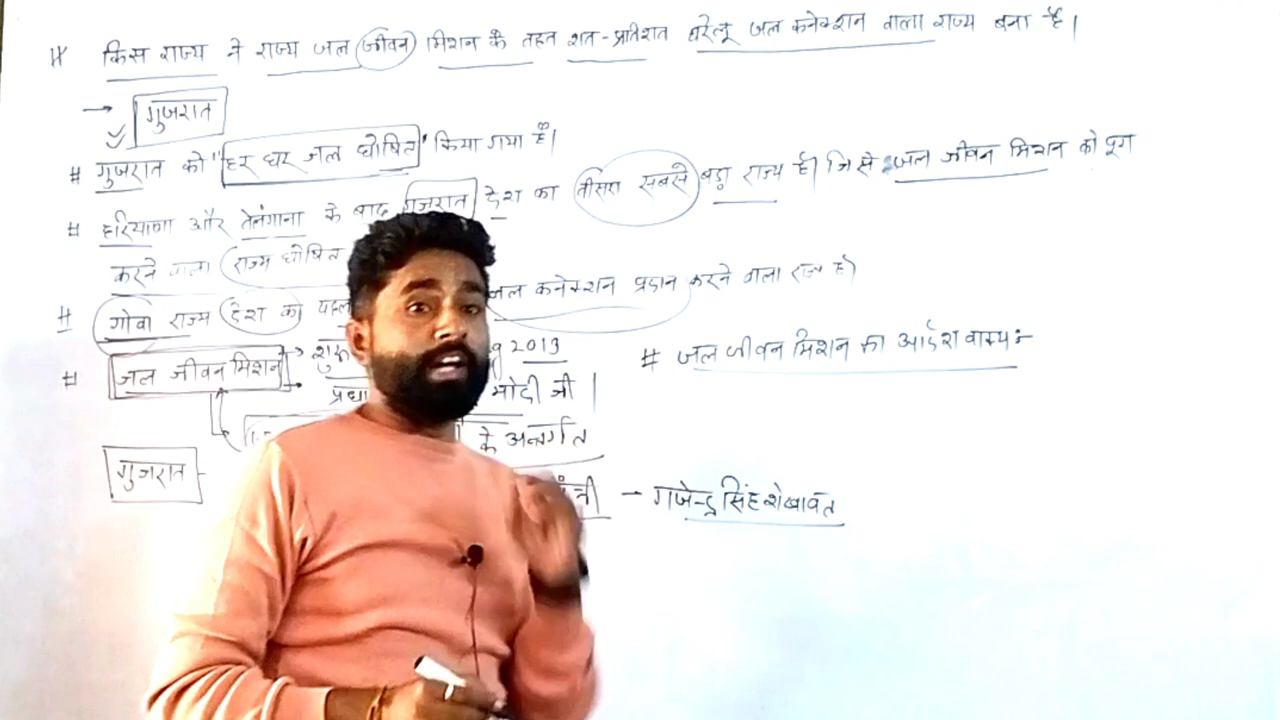 # किस राज्य ने राज्य जल जीवन मिशन के तहत शत-प्रतिशत घरेलू जल कनेक्शन वाला राज्य बना है।
→ गुजरात
# गुजरात को "हर घर जल घोषित" किया गया है।
# हरियाणा और तेलंगाना के बाद गुजरात देश का तीसरा सबसे बड़ा राज्य है। जिसे जल जीवन मिशन को पूरा
करने वाला राज्य घोषित
# गोवा राज्य देश का पहला जल कनेक्शन प्रदान करने वाला राज्य है।
# जल जीवन मिशन → शुरू 2019
# जल जीवन मिशन का आदर्श वाक्य :-
→ प्रधा मोदी जी।
के अन्तर्गत
गुजरात - मंत्री - गजेन्द्र सिंह शेखावत